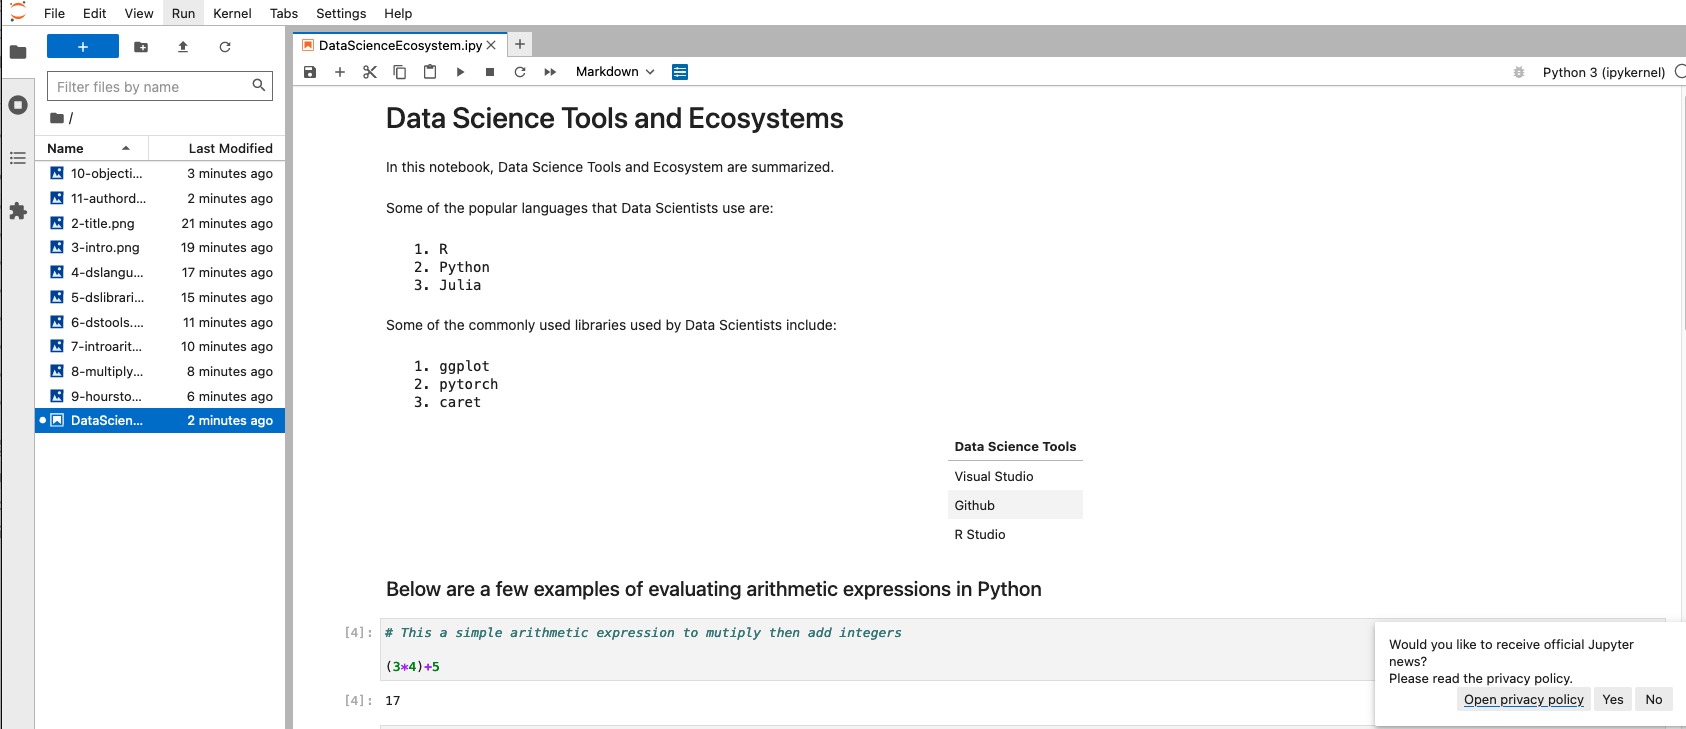 File Edit View Run Kernel Tabs Settings Help
+
DataScienceEcosystem.ipy × +
Filter files by name
Markdown
Python 3 (ipykernel)
/
Name Last Modified
10-objecti... 3 minutes ago
11-authord... 2 minutes ago
2-title.png 21 minutes ago
3-intro.png 19 minutes ago
4-dslangu... 17 minutes ago
5-dslibrari... 15 minutes ago
6-dstools.... 11 minutes ago
7-introarit... 10 minutes ago
8-multiply... 8 minutes ago
9-hoursto... 6 minutes ago
DataScien... 2 minutes ago
Data Science Tools and Ecosystems
In this notebook, Data Science Tools and Ecosystem are summarized.
Some of the popular languages that Data Scientists use are:
1. R
2. Python
3. Julia
Some of the commonly used libraries used by Data Scientists include:
1. ggplot
2. pytorch
3. caret
Data Science Tools
Visual Studio
Github
R Studio
Below are a few examples of evaluating arithmetic expressions in Python
[4]: # This a simple arithmetic expression to mutiply then add integers
(3*4)+5
[4]: 17
Would you like to receive official Jupyter
news?
Please read the privacy policy.
Open privacy policy Yes No